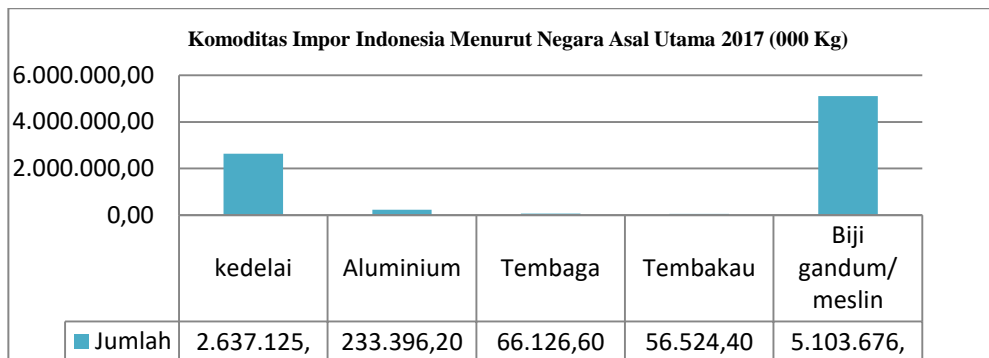 Komoditas Impor Indonesia Menurut Negara Asal Utama 2017 (000 Kg)
6.000.000,00
4.000.000,00
2.000.000,00
0,00
kedelai Aluminium Tembaga Tembakau Biji gandum/ meslin
Jumlah 2.637.125, 233.396,20 66.126,60 56.524,40 5.103.676,